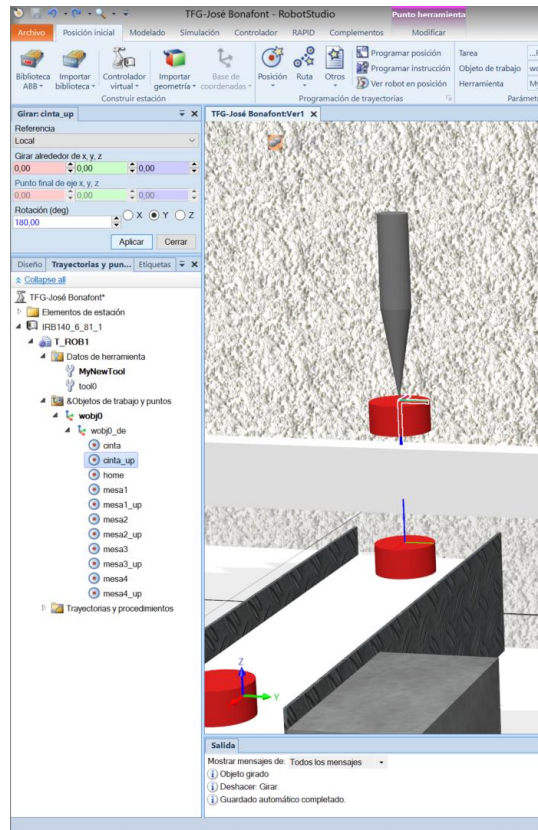 TFG-José Bonafont - RobotStudio
Punto herramienta
Archivo Posición inicial Modelado Simulación Controlador RAPID Complementos Modificar
Biblioteca ABB
Importar biblioteca
Controlador virtual
Importar geometría
Base de coordenadas
Posición
Ruta
Otros
Programar posición
Programar instrucción
Ver robot en posición
Tarea
Objeto de trabajo
Herramienta
Construir estación
Programación de trayectorias
Girar: cinta_up
TFG-José Bonafont:Ver1
Referencia
Local
Girar alrededor de x, y, z
0,00 0,00 0,00
Punto final de eje x, y, z
0,00 0,00 0,00
Rotación (deg)
180,00 X Y Z
Aplicar Cerrar
Diseño Trayectorias y pun... Etiquetas
Collapse all
TFG-José Bonafont*
Elementos de estación
IRB140_6_81_1
T_ROB1
Datos de herramienta
MyNewTool
tool0
&Objetos de trabajo y puntos
wobj0
wobj0_de
cinta
cinta_up
home
mesa1
mesa1_up
mesa2
mesa2_up
mesa3
mesa3_up
mesa4
mesa4_up
Trayectorias y procedimientos
Z
Y
Salida
Mostrar mensajes de: Todos los mensajes
Objeto girado
Deshacer: Girar.
Guardado automático completado.